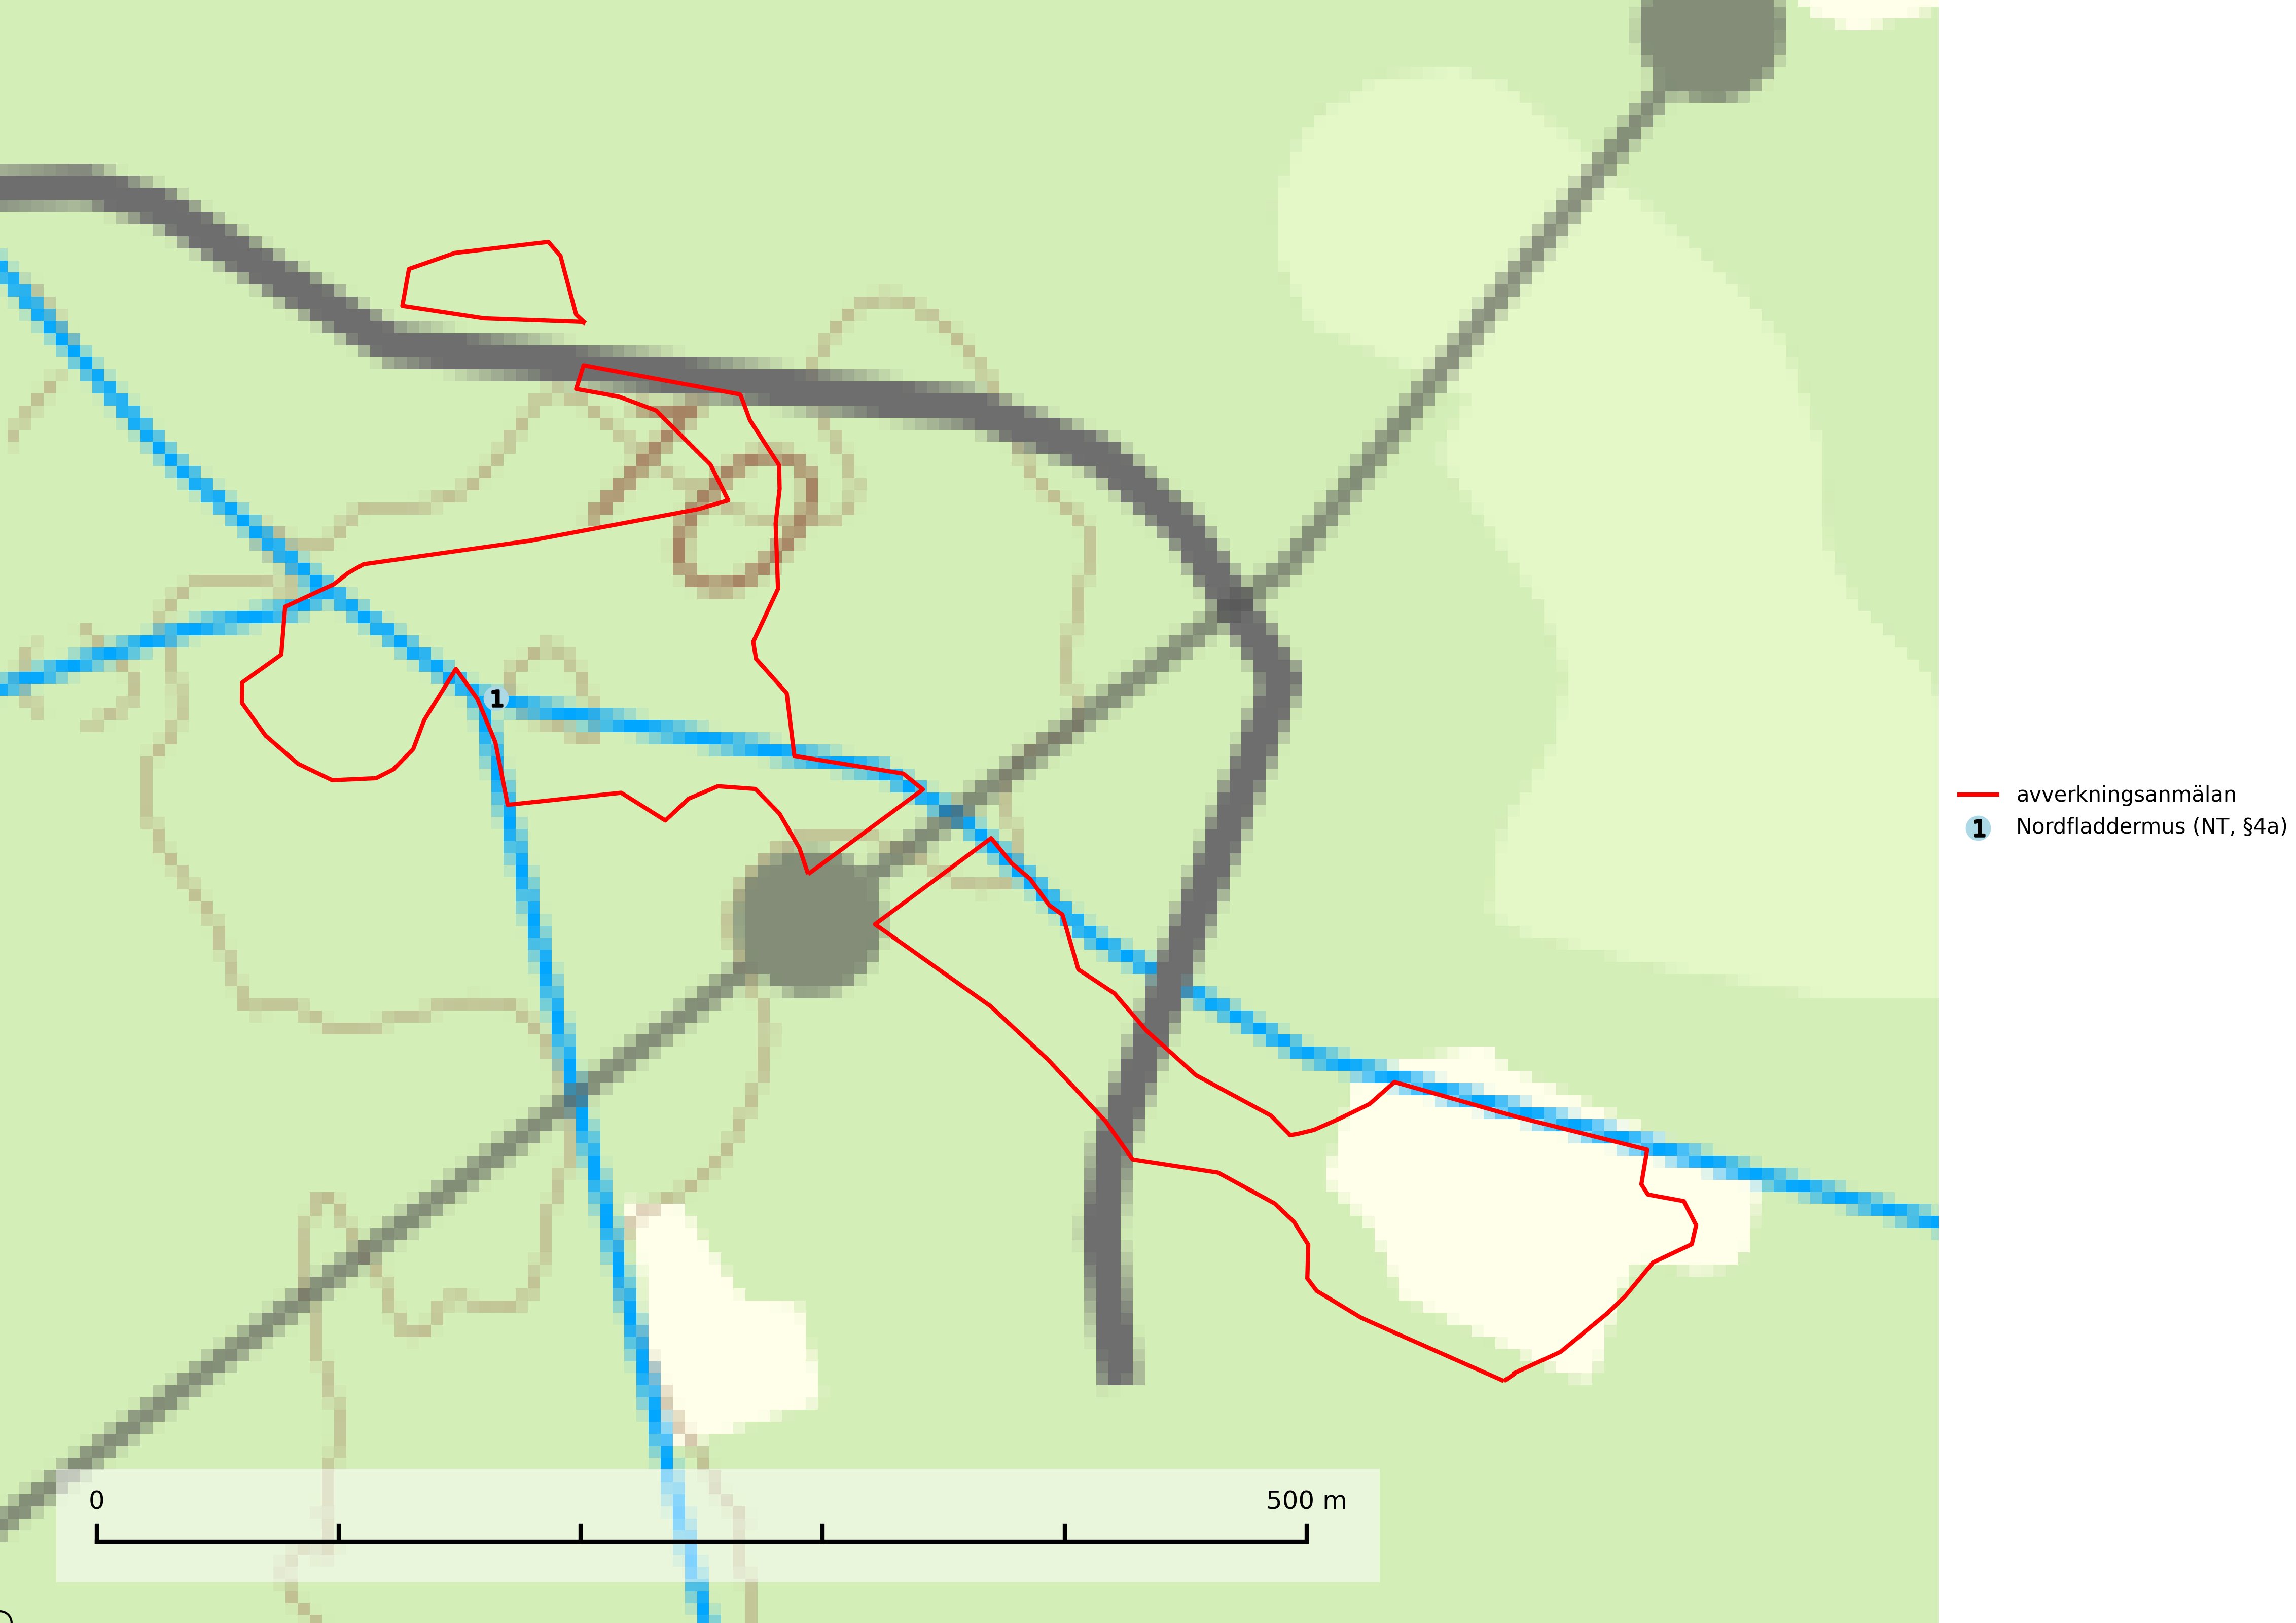 1
avverkningsanmälan
1 Nordfladdermus (NT, §4a)
0 500 m